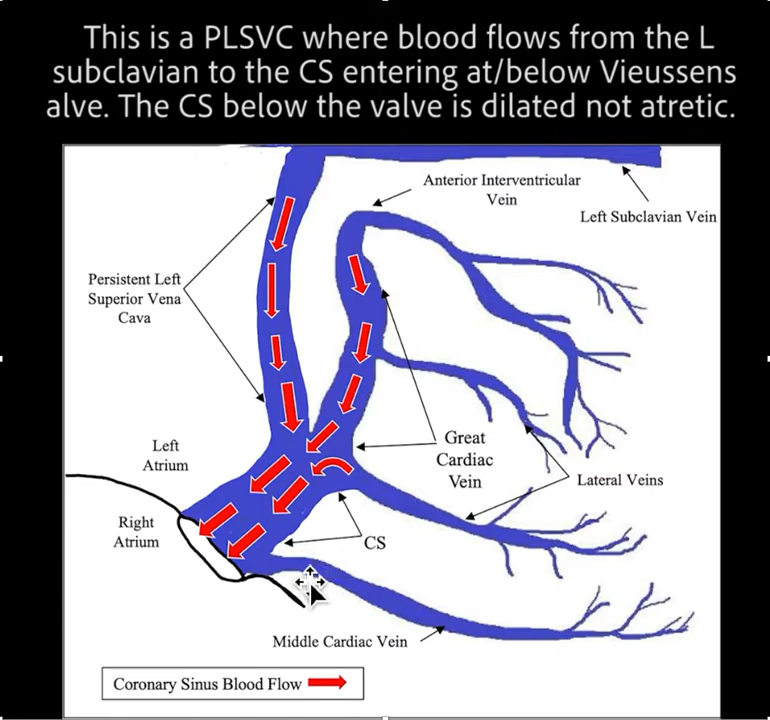 This is a PLSVC where blood flows from the L
subclavian to the CS entering at/below Vieussens
alve. The CS below the valve is dilated not atretic.
Anterior Interventricular
Vein
Left Subclavian Vein
Persistent Left
Superior Vena
Cava
Great
Cardiac
Vein
Left
Atrium
Lateral Veins
Right
Atrium
CS
Middle Cardiac Vein
Coronary Sinus Blood Flow